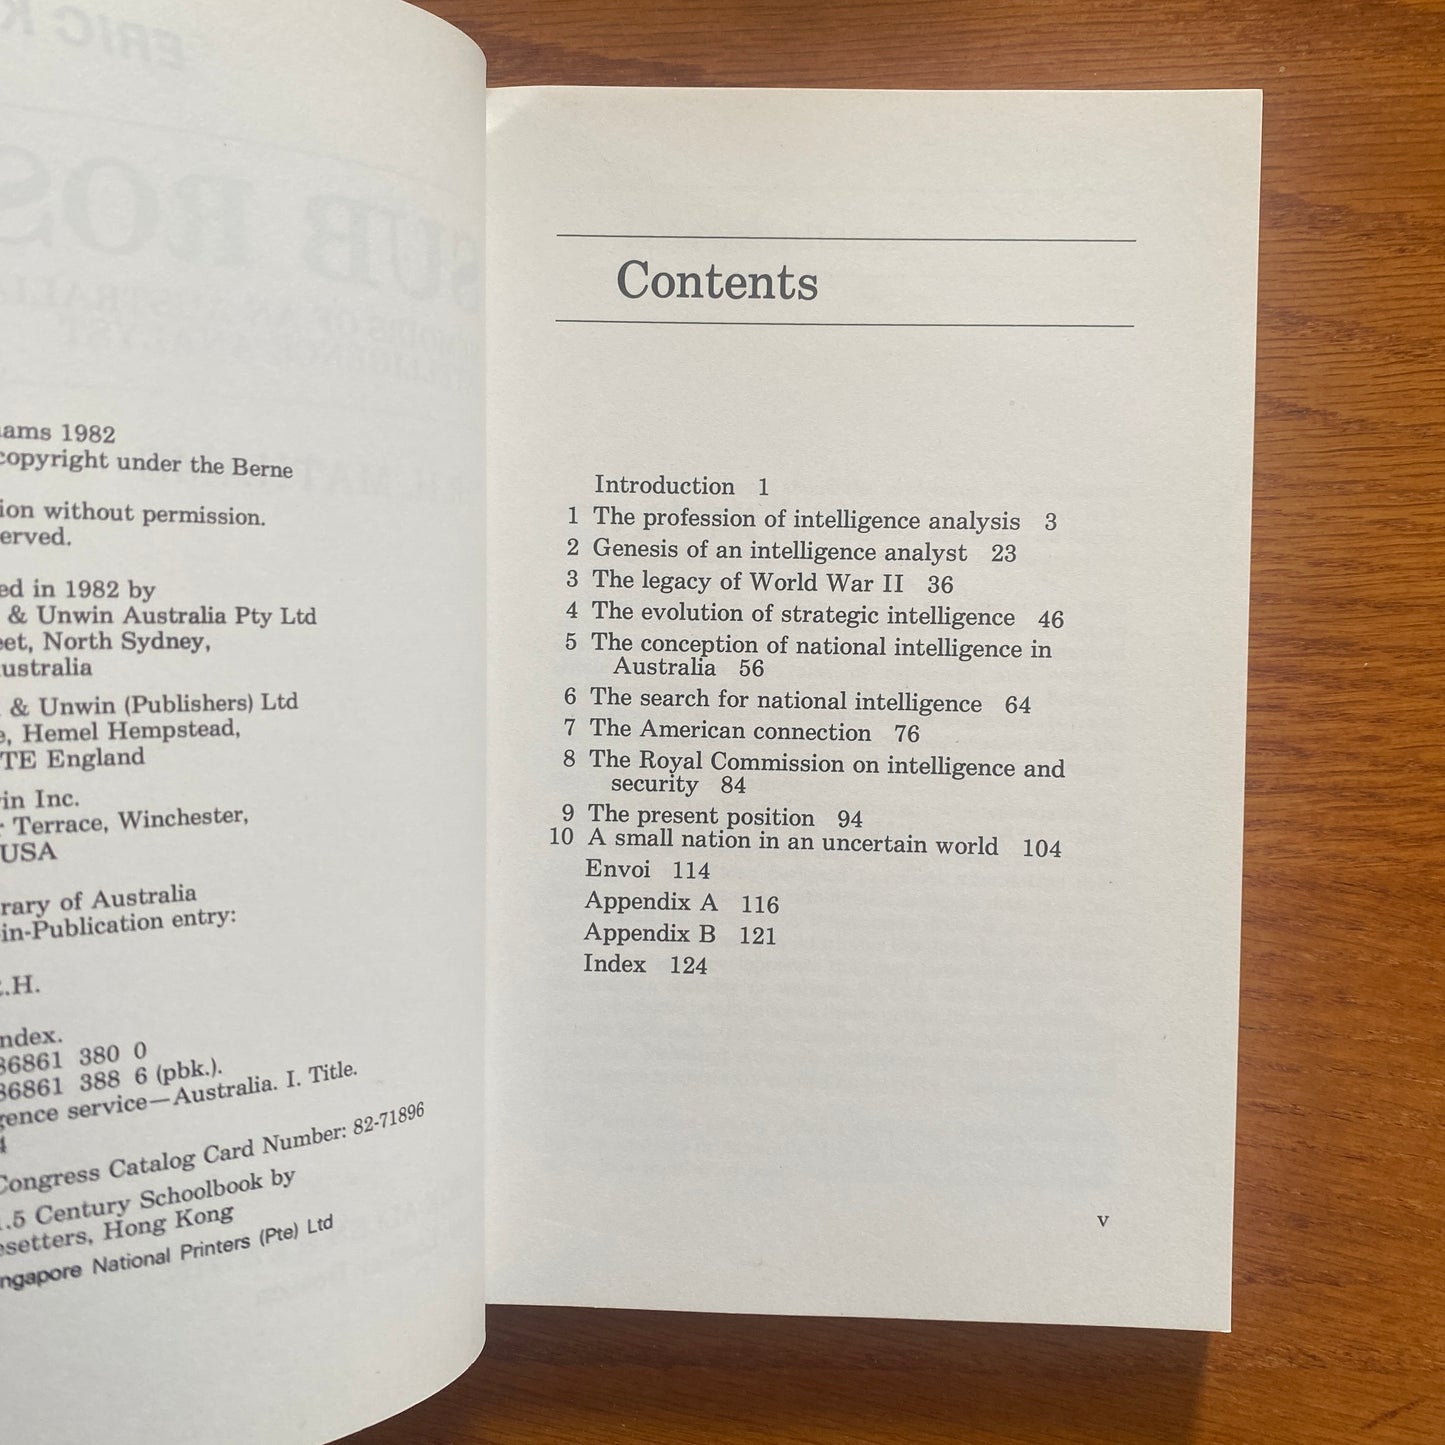 ams 1982
copyright under the Berne
ion without permission.
erved.
ed in 1982 by
& Unwin Australia Pty Ltd
eet, North Sydney,
ustralia
& Unwin (Publishers) Ltd
e, Hemel Hempstead,
TE England
in Inc.
r Terrace, Winchester,
USA
rary of Australia
in-Publication entry:
.H.
ndex.
86861 380 0
86861 388 6 (pbk.).
gence service—Australia. I. Title.
4
Congress Catalog Card Number: 82-71896
.5 Century Schoolbook by
esetters, Hong Kong
ngapore National Printers (Pte) Ltd
Contents
Introduction 1
1 The profession of intelligence analysis 3
2 Genesis of an intelligence analyst 23
3 The legacy of World War II 36
4 The evolution of strategic intelligence 46
5 The conception of national intelligence in
Australia 56
6 The search for national intelligence 64
7 The American connection 76
8 The Royal Commission on intelligence and
security 84
9 The present position 94
10 A small nation in an uncertain world 104
Envoi 114
Appendix A 116
Appendix B 121
Index 124
v